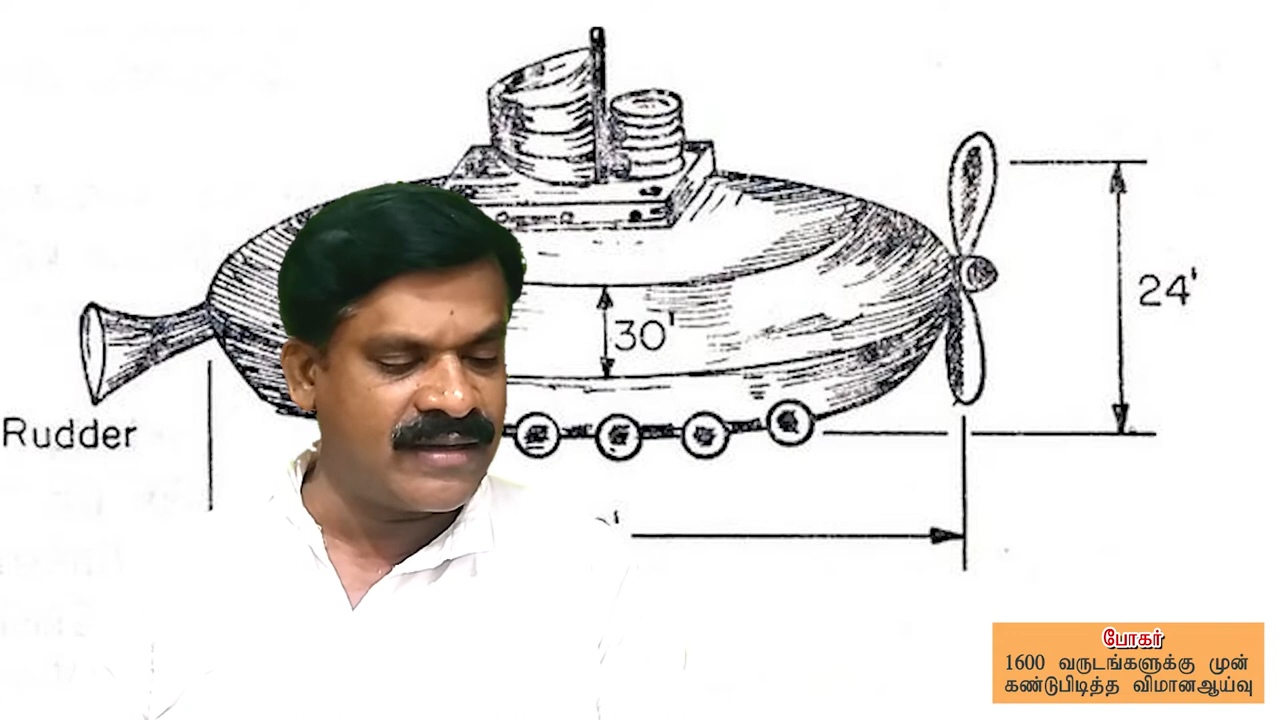 24'
30'
Rudder
போகர்
1600 வருடங்களுக்கு முன்
கண்டுபிடித்த விமானஆய்வு